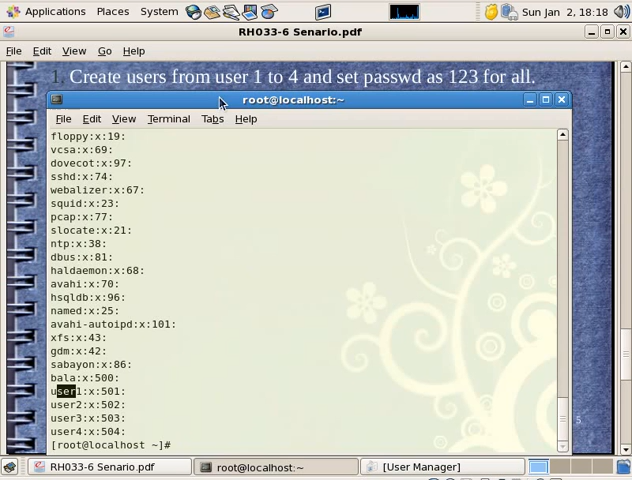 Applications Places System Sun Jan 2, 18:18
RH033-6 Senario.pdf
File Edit View Go Help
1. Create users from user 1 to 4 and set passwd as 123 for all.
root@localhost:~
File Edit View Terminal Tabs Help
floppy:x:19:
vcsa:x:69:
dovecot:x:97:
sshd:x:74:
webalizer:x:67:
squid:x:23:
pcap:x:77:
slocate:x:21:
ntp:x:38:
dbus:x:81:
haldaemon:x:68:
avahi:x:70:
hsqldb:x:96:
named:x:25:
avahi-autoipd:x:101:
xfs:x:43:
gdm:x:42:
sabayon:x:86:
bala:x:500:
user1:x:501:
user2:x:502:
user3:x:503:
user4:x:504:
[root@localhost ~]#
5
RH033-6 Senario.pdf root@localhost:~ [User Manager]